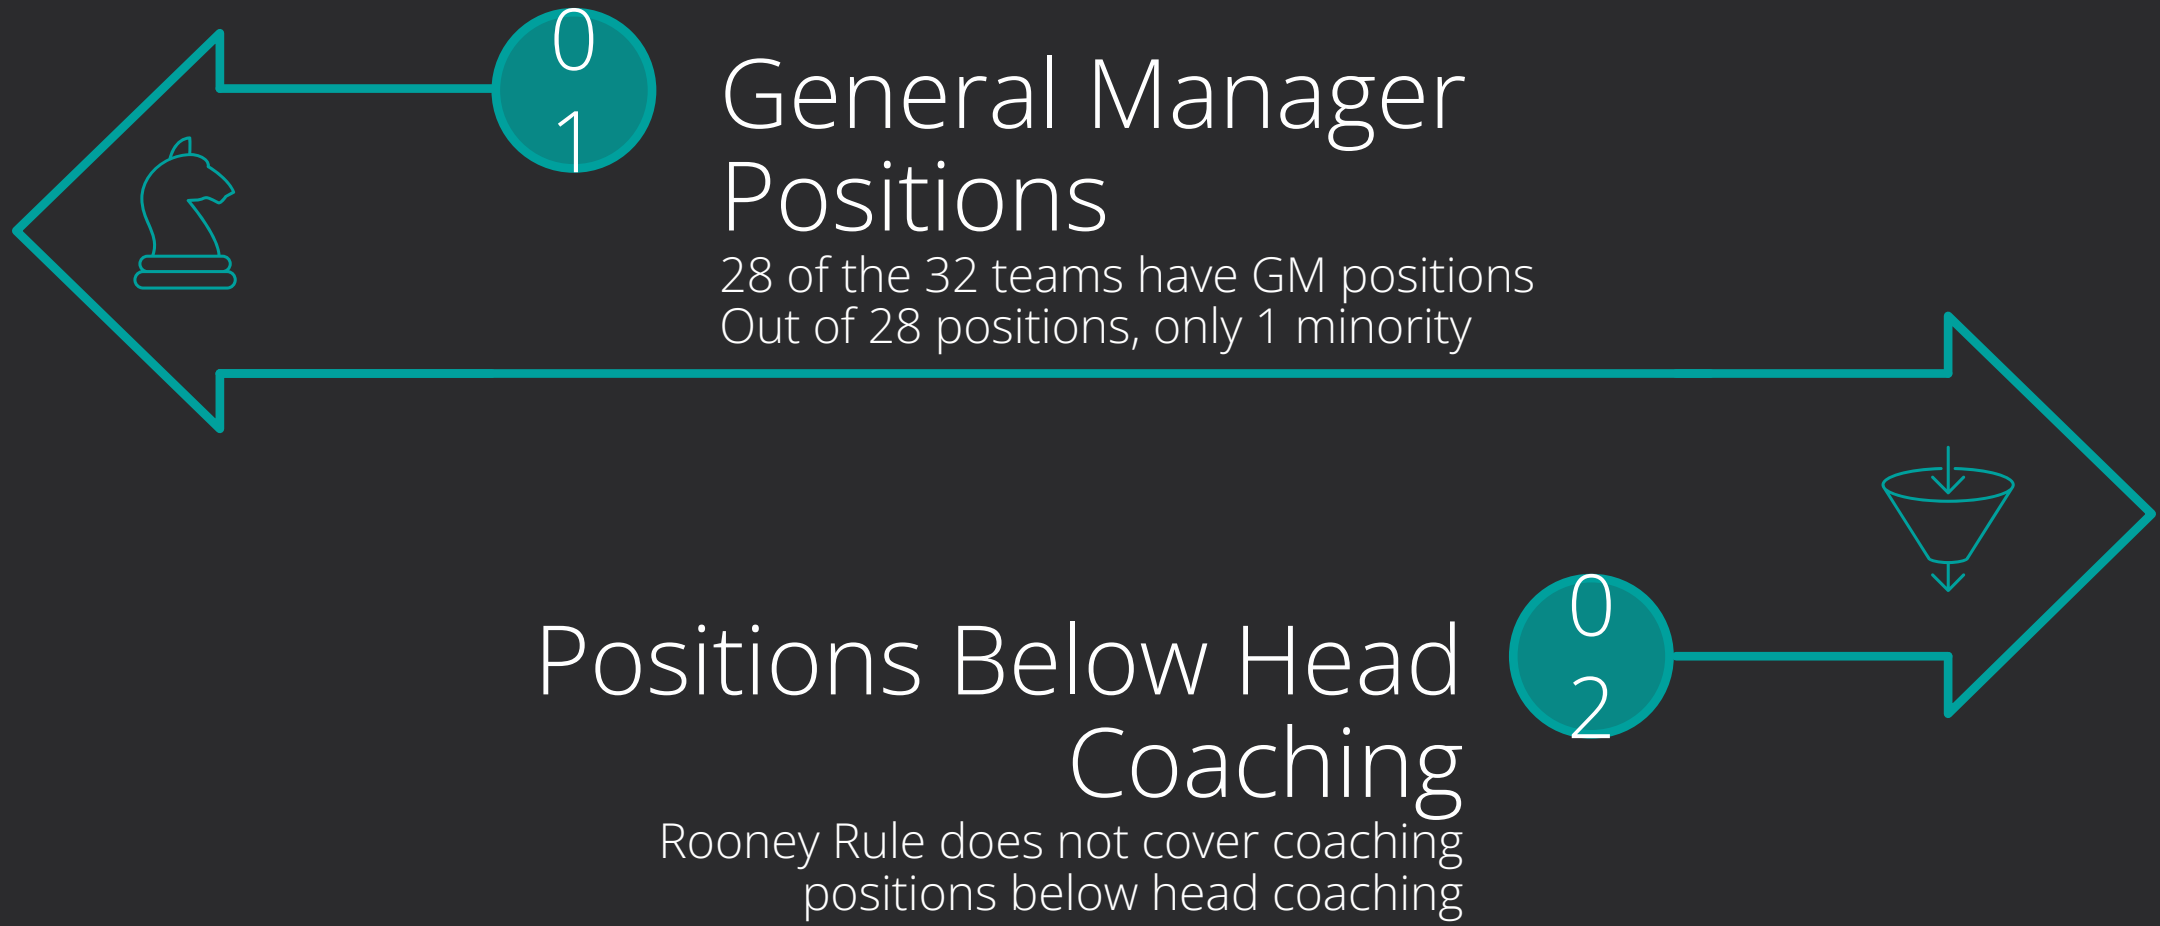 0
1
General Manager
Positions
28 of the 32 teams have GM positions
Out of 28 positions, only 1 minority
0
2
Positions Below Head
Coaching
Rooney Rule does not cover coaching
positions below head coaching